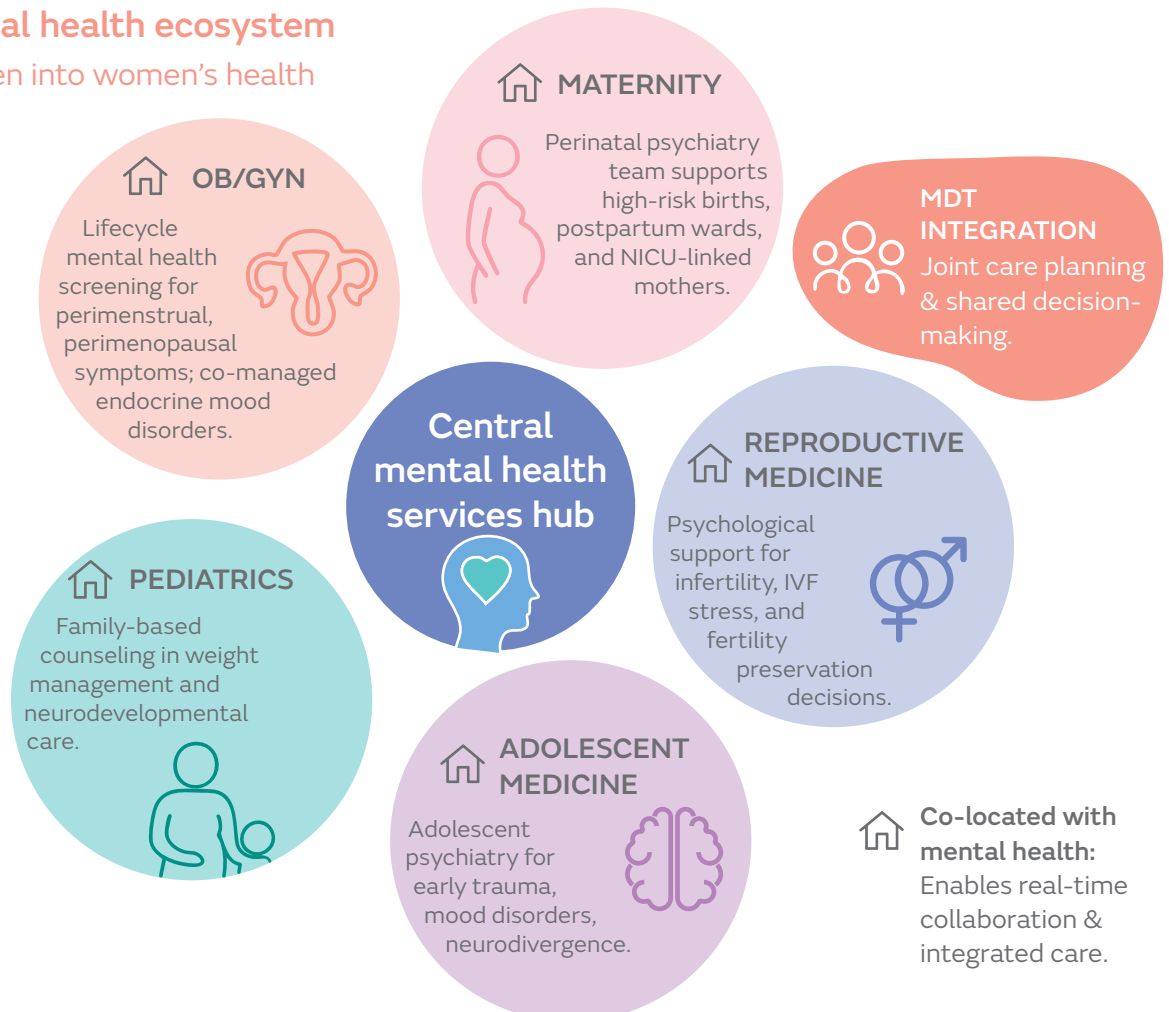 al health ecosystem
en into women's health
MATERNITY
Perinatal psychiatry
team supports
high-risk births,
postpartum wards,
and NICU-linked
mothers.
OB/GYN
Lifecycle
mental health
screening for
perimenstrual,
perimenopausal
symptoms; co-managed
endocrine mood
disorders.
MDT
INTEGRATION
Joint care planning
& shared decision-
making.
Central
mental health
services hub
REPRODUCTIVE
MEDICINE
Psychological
support for
infertility, IVF
stress, and
fertility
preservation
decisions.
PEDIATRICS
Family-based
counseling in weight
management and
neurodevelopmental
care.
ADOLESCENT
MEDICINE
Adolescent
psychiatry for
early trauma,
mood disorders,
neurodivergence.
Co-located with
mental health:
Enables real-time
collaboration &
integrated care.